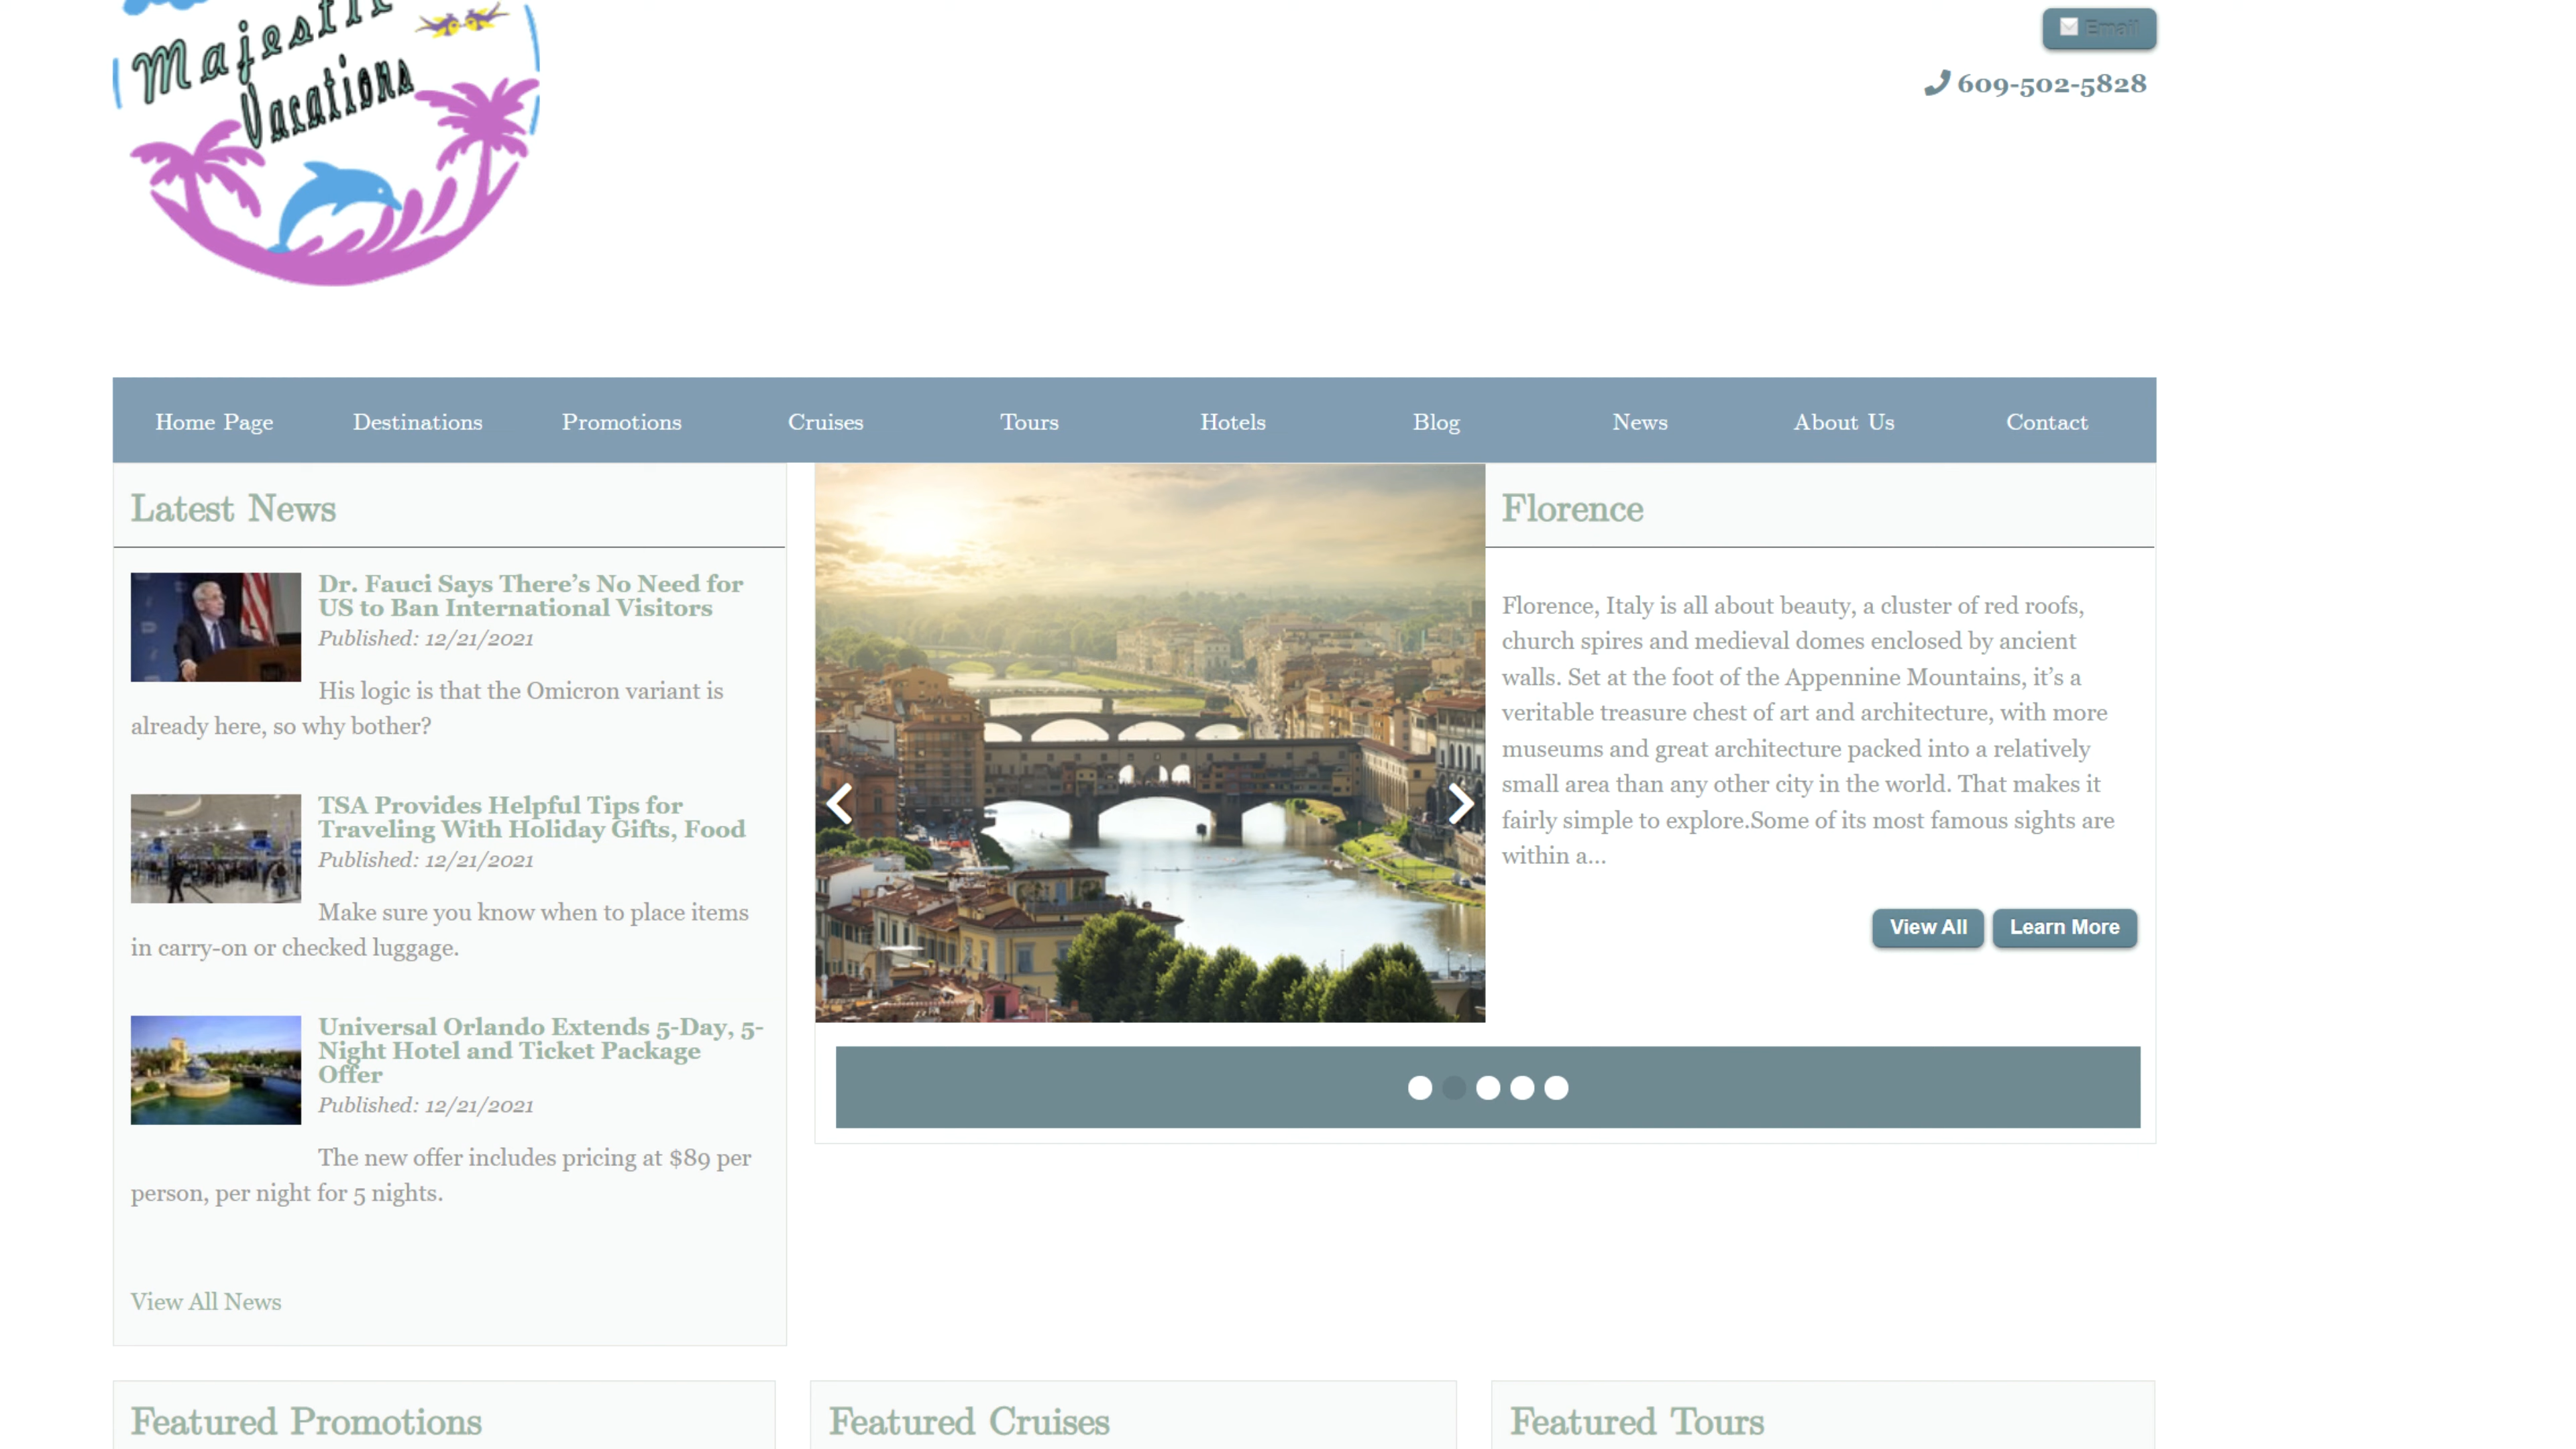 Vacations
Email
609-502-5828
Home Page Destinations Promotions Cruises Tours Hotels Blog News About Us Contact
Latest News
Dr. Fauci Says There’s No Need for
US to Ban International Visitors
Published: 12/21/2021
His logic is that the Omicron variant is
already here, so why bother?
TSA Provides Helpful Tips for
Traveling With Holiday Gifts, Food
Published: 12/21/2021
Make sure you know when to place items
in carry-on or checked luggage.
Universal Orlando Extends 5-Day, 5-
Night Hotel and Ticket Package
Offer
Published: 12/21/2021
The new offer includes pricing at $89 per
person, per night for 5 nights.
View All News
Florence
Florence, Italy is all about beauty, a cluster of red roofs,
church spires and medieval domes enclosed by ancient
walls. Set at the foot of the Appennine Mountains, it’s a
veritable treasure chest of art and architecture, with more
museums and great architecture packed into a relatively
small area than any other city in the world. That makes it
fairly simple to explore.Some of its most famous sights are
within a...
View All Learn More
Featured Promotions
Featured Cruises
Featured Tours